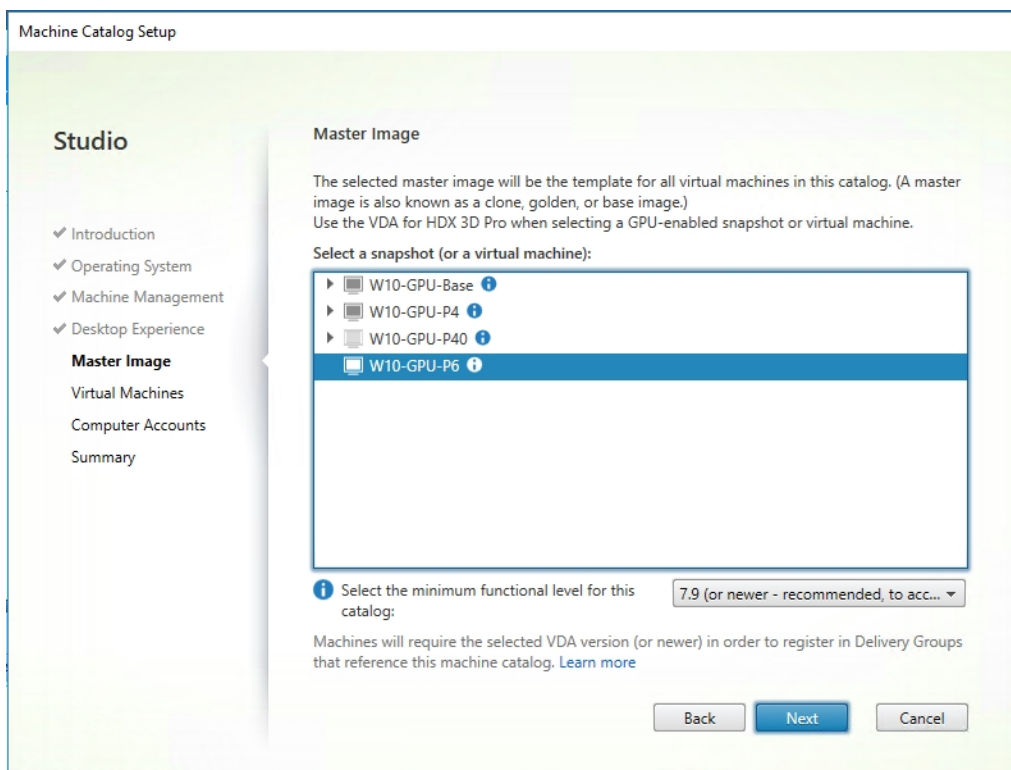 Machine Catalog Setup
Studio
Introduction
Operating System
Machine Management
Desktop Experience
Master Image
Virtual Machines
Computer Accounts
Summary
Master Image
The selected master image will be the template for all virtual machines in this catalog. (A master
image is also known as a clone, golden, or base image.)
Use the VDA for HDX 3D Pro when selecting a GPU-enabled snapshot or virtual machine.
Select a snapshot (or a virtual machine):
W10-GPU-Base
W10-GPU-P4
W10-GPU-P40
W10-GPU-P6
Select the minimum functional level for this
catalog:
7.9 (or newer - recommended, to acc...
Machines will require the selected VDA version (or newer) in order to register in Delivery Groups
that reference this machine catalog. Learn more
Back
Next
Cancel